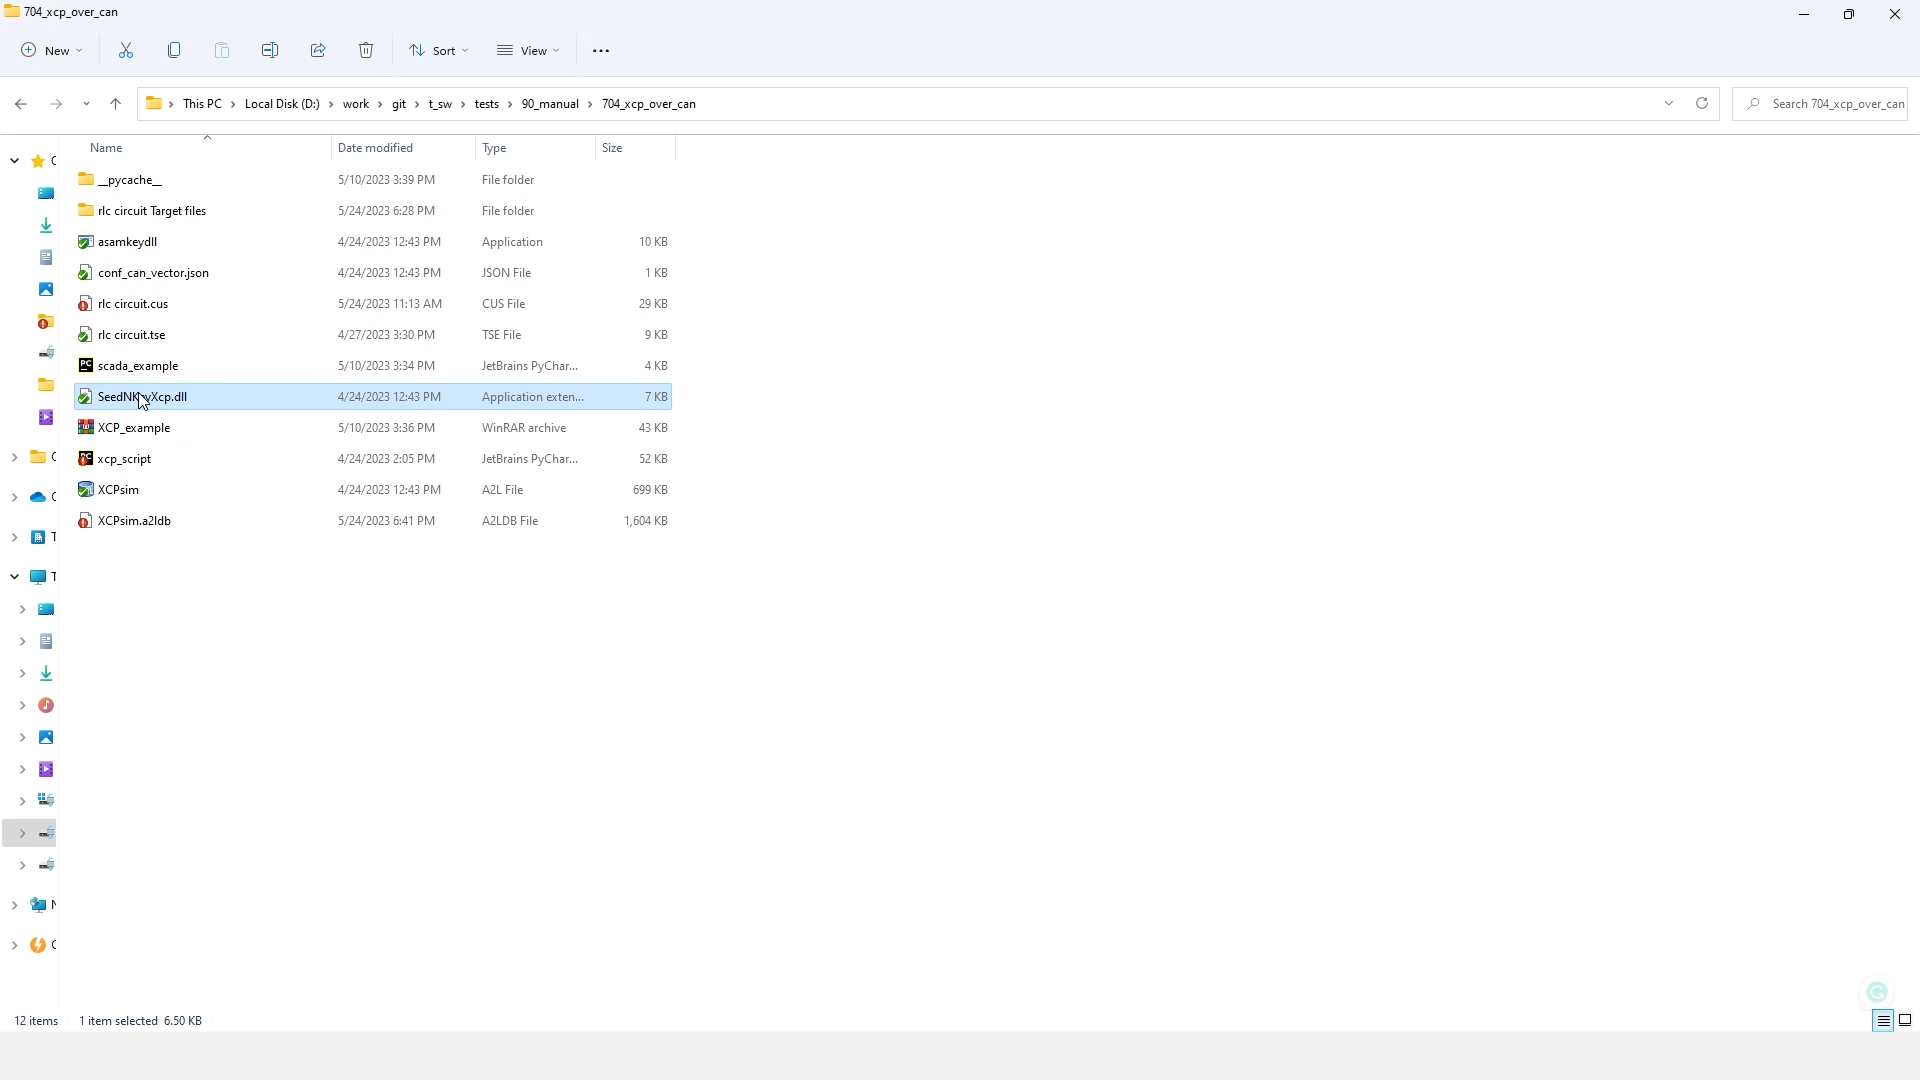 704_xcp_over_can
New
Sort
View
This PC > Local Disk (D:) > work > git > t_sw > tests > 90_manual > 704_xcp_over_can
Search 704_xcp_over_can
Name Date modified Type Size
__pycache__ 5/10/2023 3:39 PM File folder
rlc circuit Target files 5/24/2023 6:28 PM File folder
asamkeydll 4/24/2023 12:43 PM Application 10 KB
conf_can_vector.json 4/24/2023 12:43 PM JSON File 1 KB
rlc circuit.cus 5/24/2023 11:13 AM CUS File 29 KB
rlc circuit.tse 4/27/2023 3:30 PM TSE File 9 KB
scada_example 5/10/2023 3:34 PM JetBrains PyChar... 4 KB
SeedNKeyXcp.dll 4/24/2023 12:43 PM Application exten... 7 KB
XCP_example 5/10/2023 3:36 PM WinRAR archive 43 KB
xcp_script 4/24/2023 2:05 PM JetBrains PyChar... 52 KB
XCPsim 4/24/2023 12:43 PM A2L File 699 KB
XCPsim.a2ldb 5/24/2023 6:41 PM A2LDB File 1,604 KB
12 items 1 item selected 6.50 KB